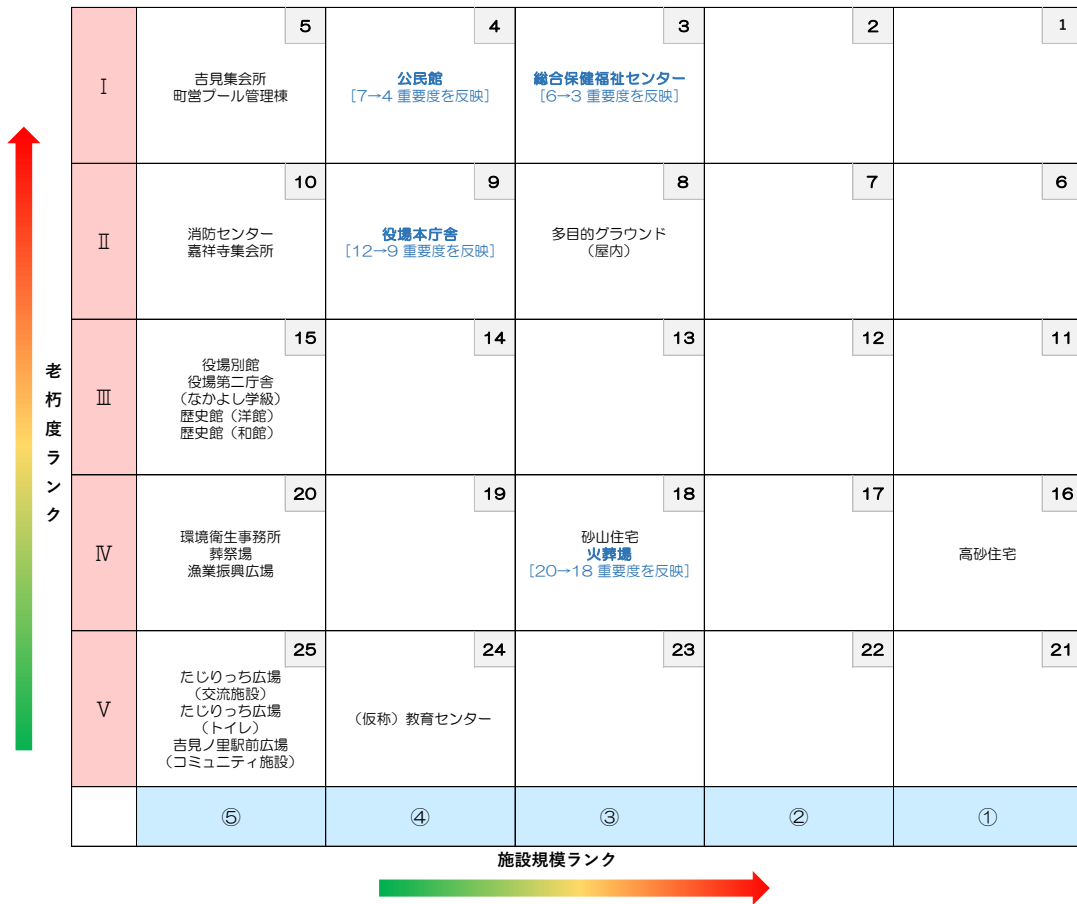 5
4
3
2
1
Ⅰ
吉見集会所
町営プール管理棟
公民館
[7→4 重要度を反映]
総合保健福祉センター
[6→3 重要度を反映]
10
9
8
7
6
Ⅱ
消防センター
嘉祥寺集会所
役場本庁舎
[12→9 重要度を反映]
多目的グラウンド
（屋内）
15
14
13
12
11
Ⅲ
役場別館
役場第二庁舎
（なかよし学級）
歴史館（洋館）
歴史館（和館）
老朽度ランク
20
19
18
17
16
Ⅳ
環境衛生事務所
葬祭場
漁業振興広場
砂山住宅
火葬場
[20→18 重要度を反映]
高砂住宅
25
24
23
22
21
Ⅴ
たじりっち広場
（交流施設）
たじりっち広場
（トイレ）
吉見ノ里駅前広場
（コミュニティ施設）
（仮称）教育センター
⑤
④
③
②
①
施設規模ランク